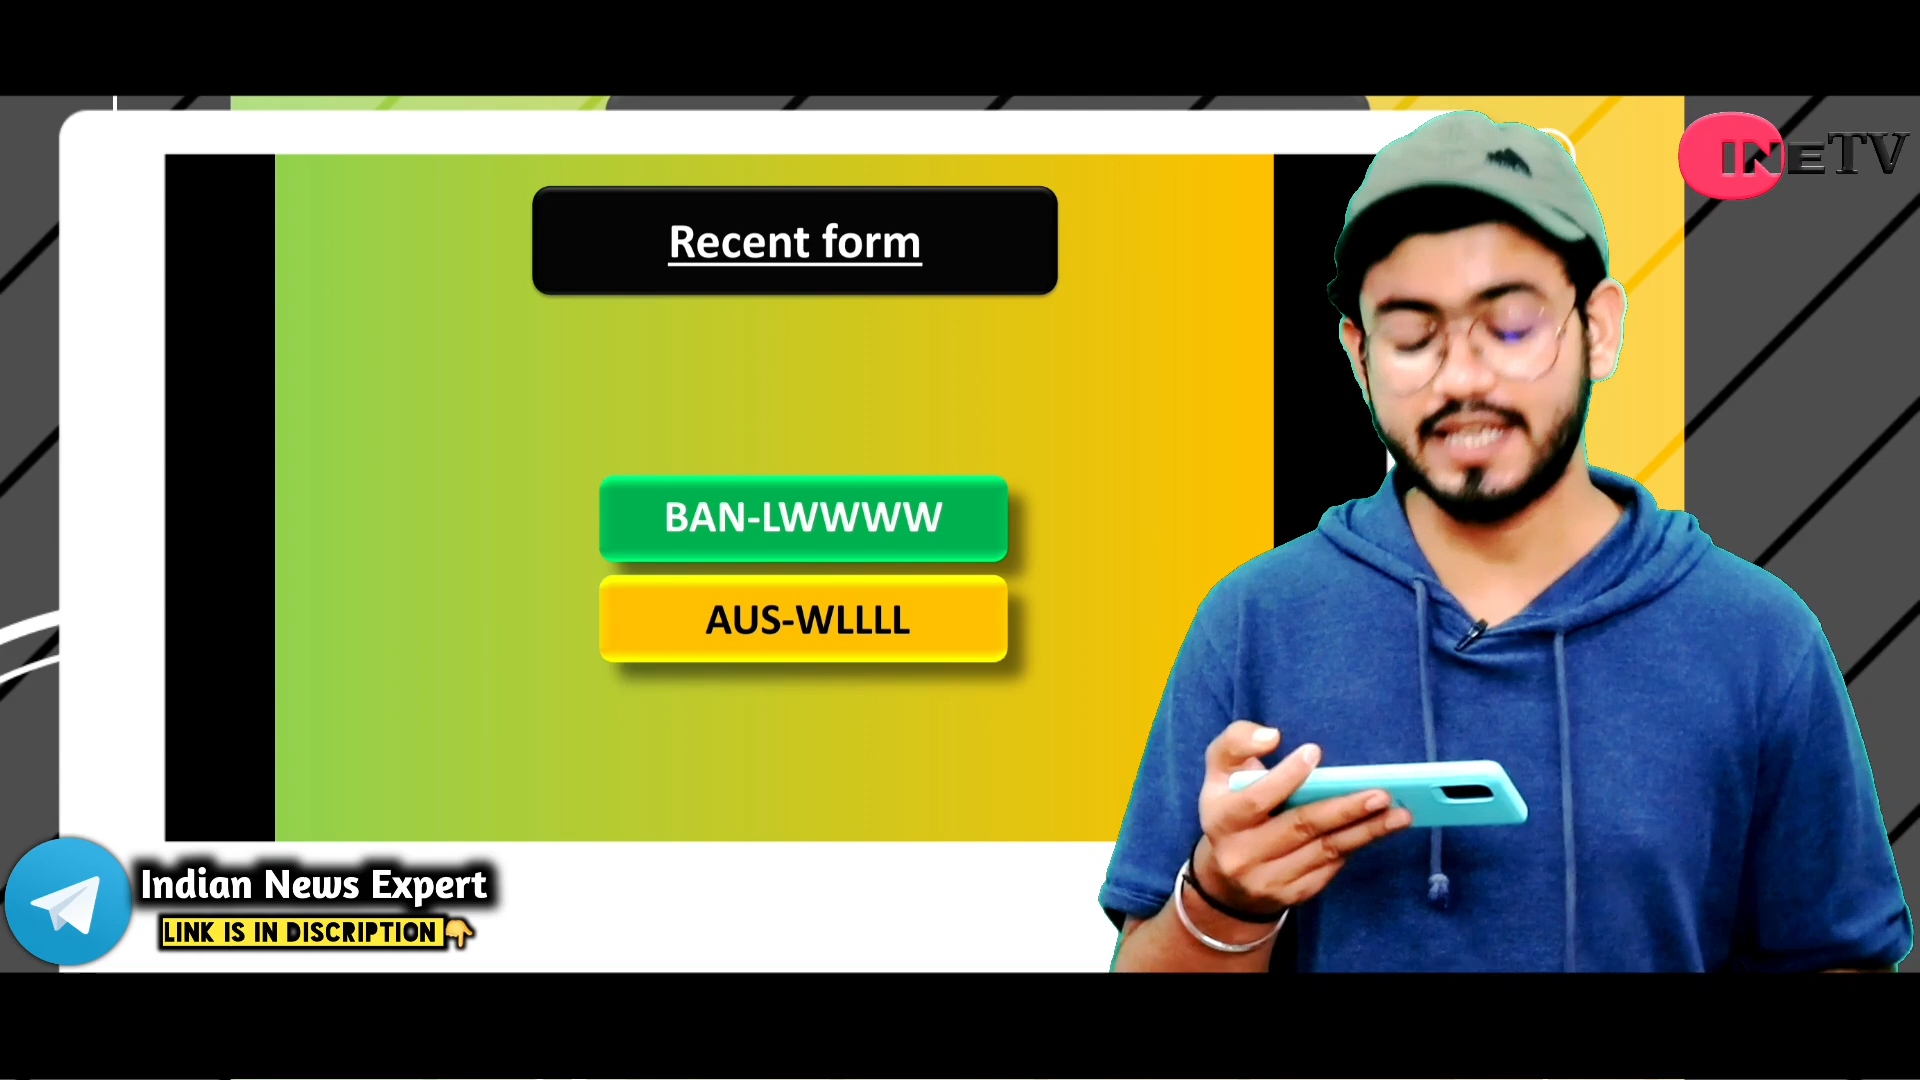 INETV
Recent form
BAN-LWWWW
AUS-WLLLL
Indian News Expert
LINK IS IN DISCRIPTION